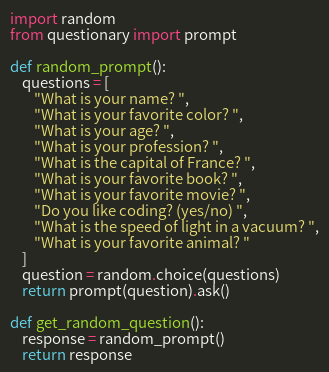 import random
from questionary import prompt

def random_prompt():
    questions = [
        "What is your name? ",
        "What is your favorite color? ",
        "What is your age? ",
        "What is your profession? ",
        "What is the capital of France? ",
        "What is your favorite book? ",
        "What is your favorite movie? ",
        "Do you like coding? (yes/no) ",
        "What is the speed of light in a vacuum? ",
        "What is your favorite animal? "
    ]
    question = random.choice(questions)
    return prompt(question).ask()

def get_random_question():
    response = random_prompt()
    return response